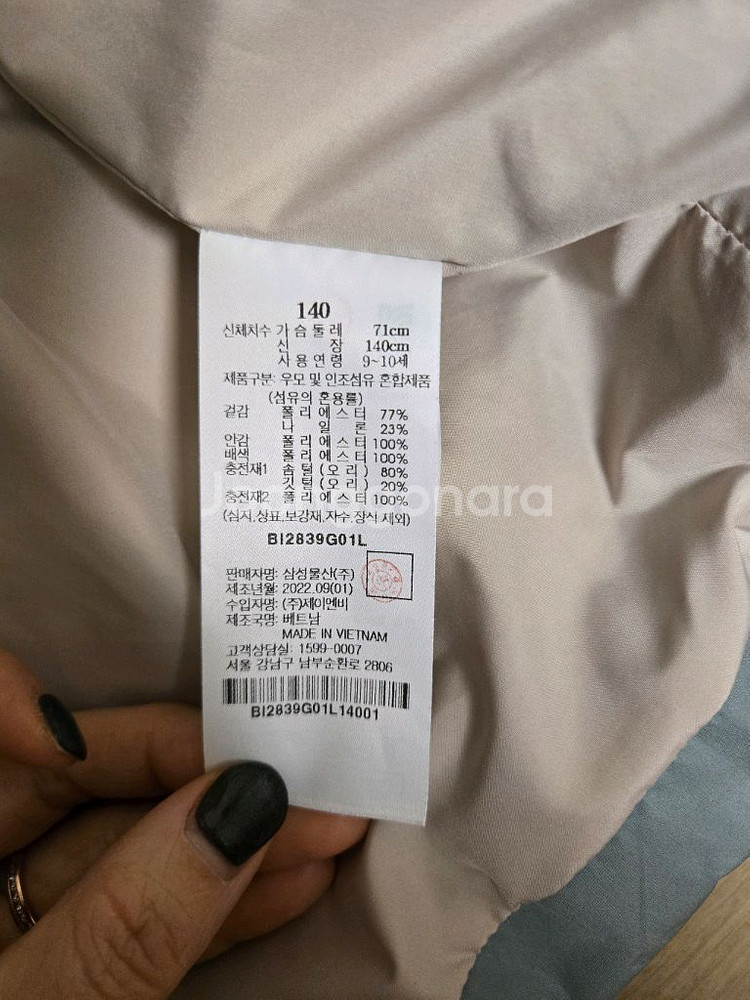 140
신체치수 가 슴 둘 레 71cm
신 장 140cm
사 용 연 령 9~10세
제품구분: 우모 및 인조섬유 혼합제품
(섬유의 혼용률)
겉감 폴 리 에 스 터 77%
나 일 론 23%
안감 폴 리 에 스 터 100%
배색 폴 리 에 스 터 100%
충전재1 솜 털 (오 리) 80%
깃 털 (오 리) 20%
충전재2 폴 리 에 스 터 100%
(심지,상표,보강재,자수,장식 제외)
BI2839G01L
판매자명: 삼성물산(주)
제조년월: 2022.09(01)
수입자명: (주)제이엔비
제조국명: 베트남
MADE IN VIETNAM
고객상담실: 1599-0007
서울 강남구 남부순환로 2806
BI2839G01L14001